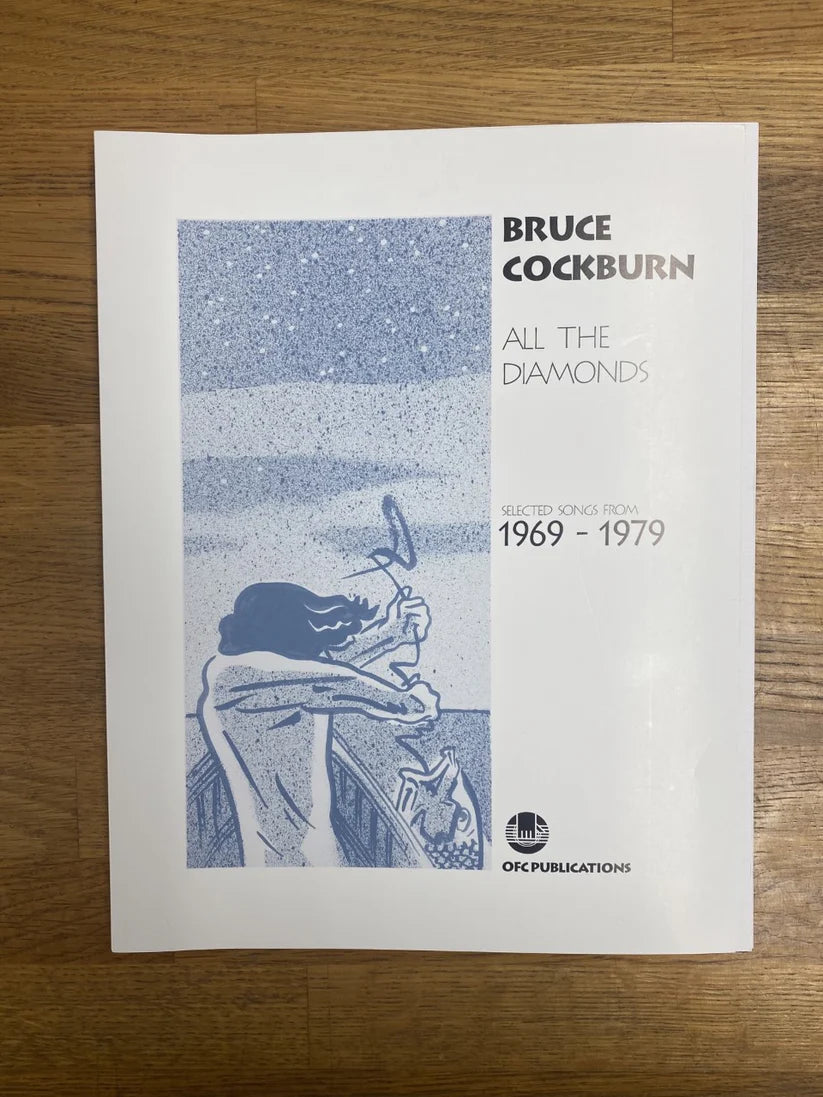 BRUCE
COCKBURN
ALL THE
DIAMONDS
SELECTED SONGS FROM
1969 - 1979
OFC PUBLICATIONS